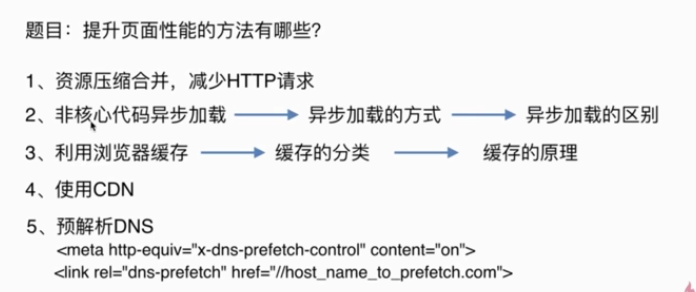 题目：提升页面性能的方法有哪些？
1、资源压缩合并，减少HTTP请求
2、非核心代码异步加载 ⟶ 异步加载的方式 ⟶ 异步加载的区别
3、利用浏览器缓存 ⟶ 缓存的分类 ⟶ 缓存的原理
4、使用CDN
5、预解析DNS
<meta http-equiv="x-dns-prefetch-control" content="on">
<link rel="dns-prefetch" href="//host_name_to_prefetch.com">